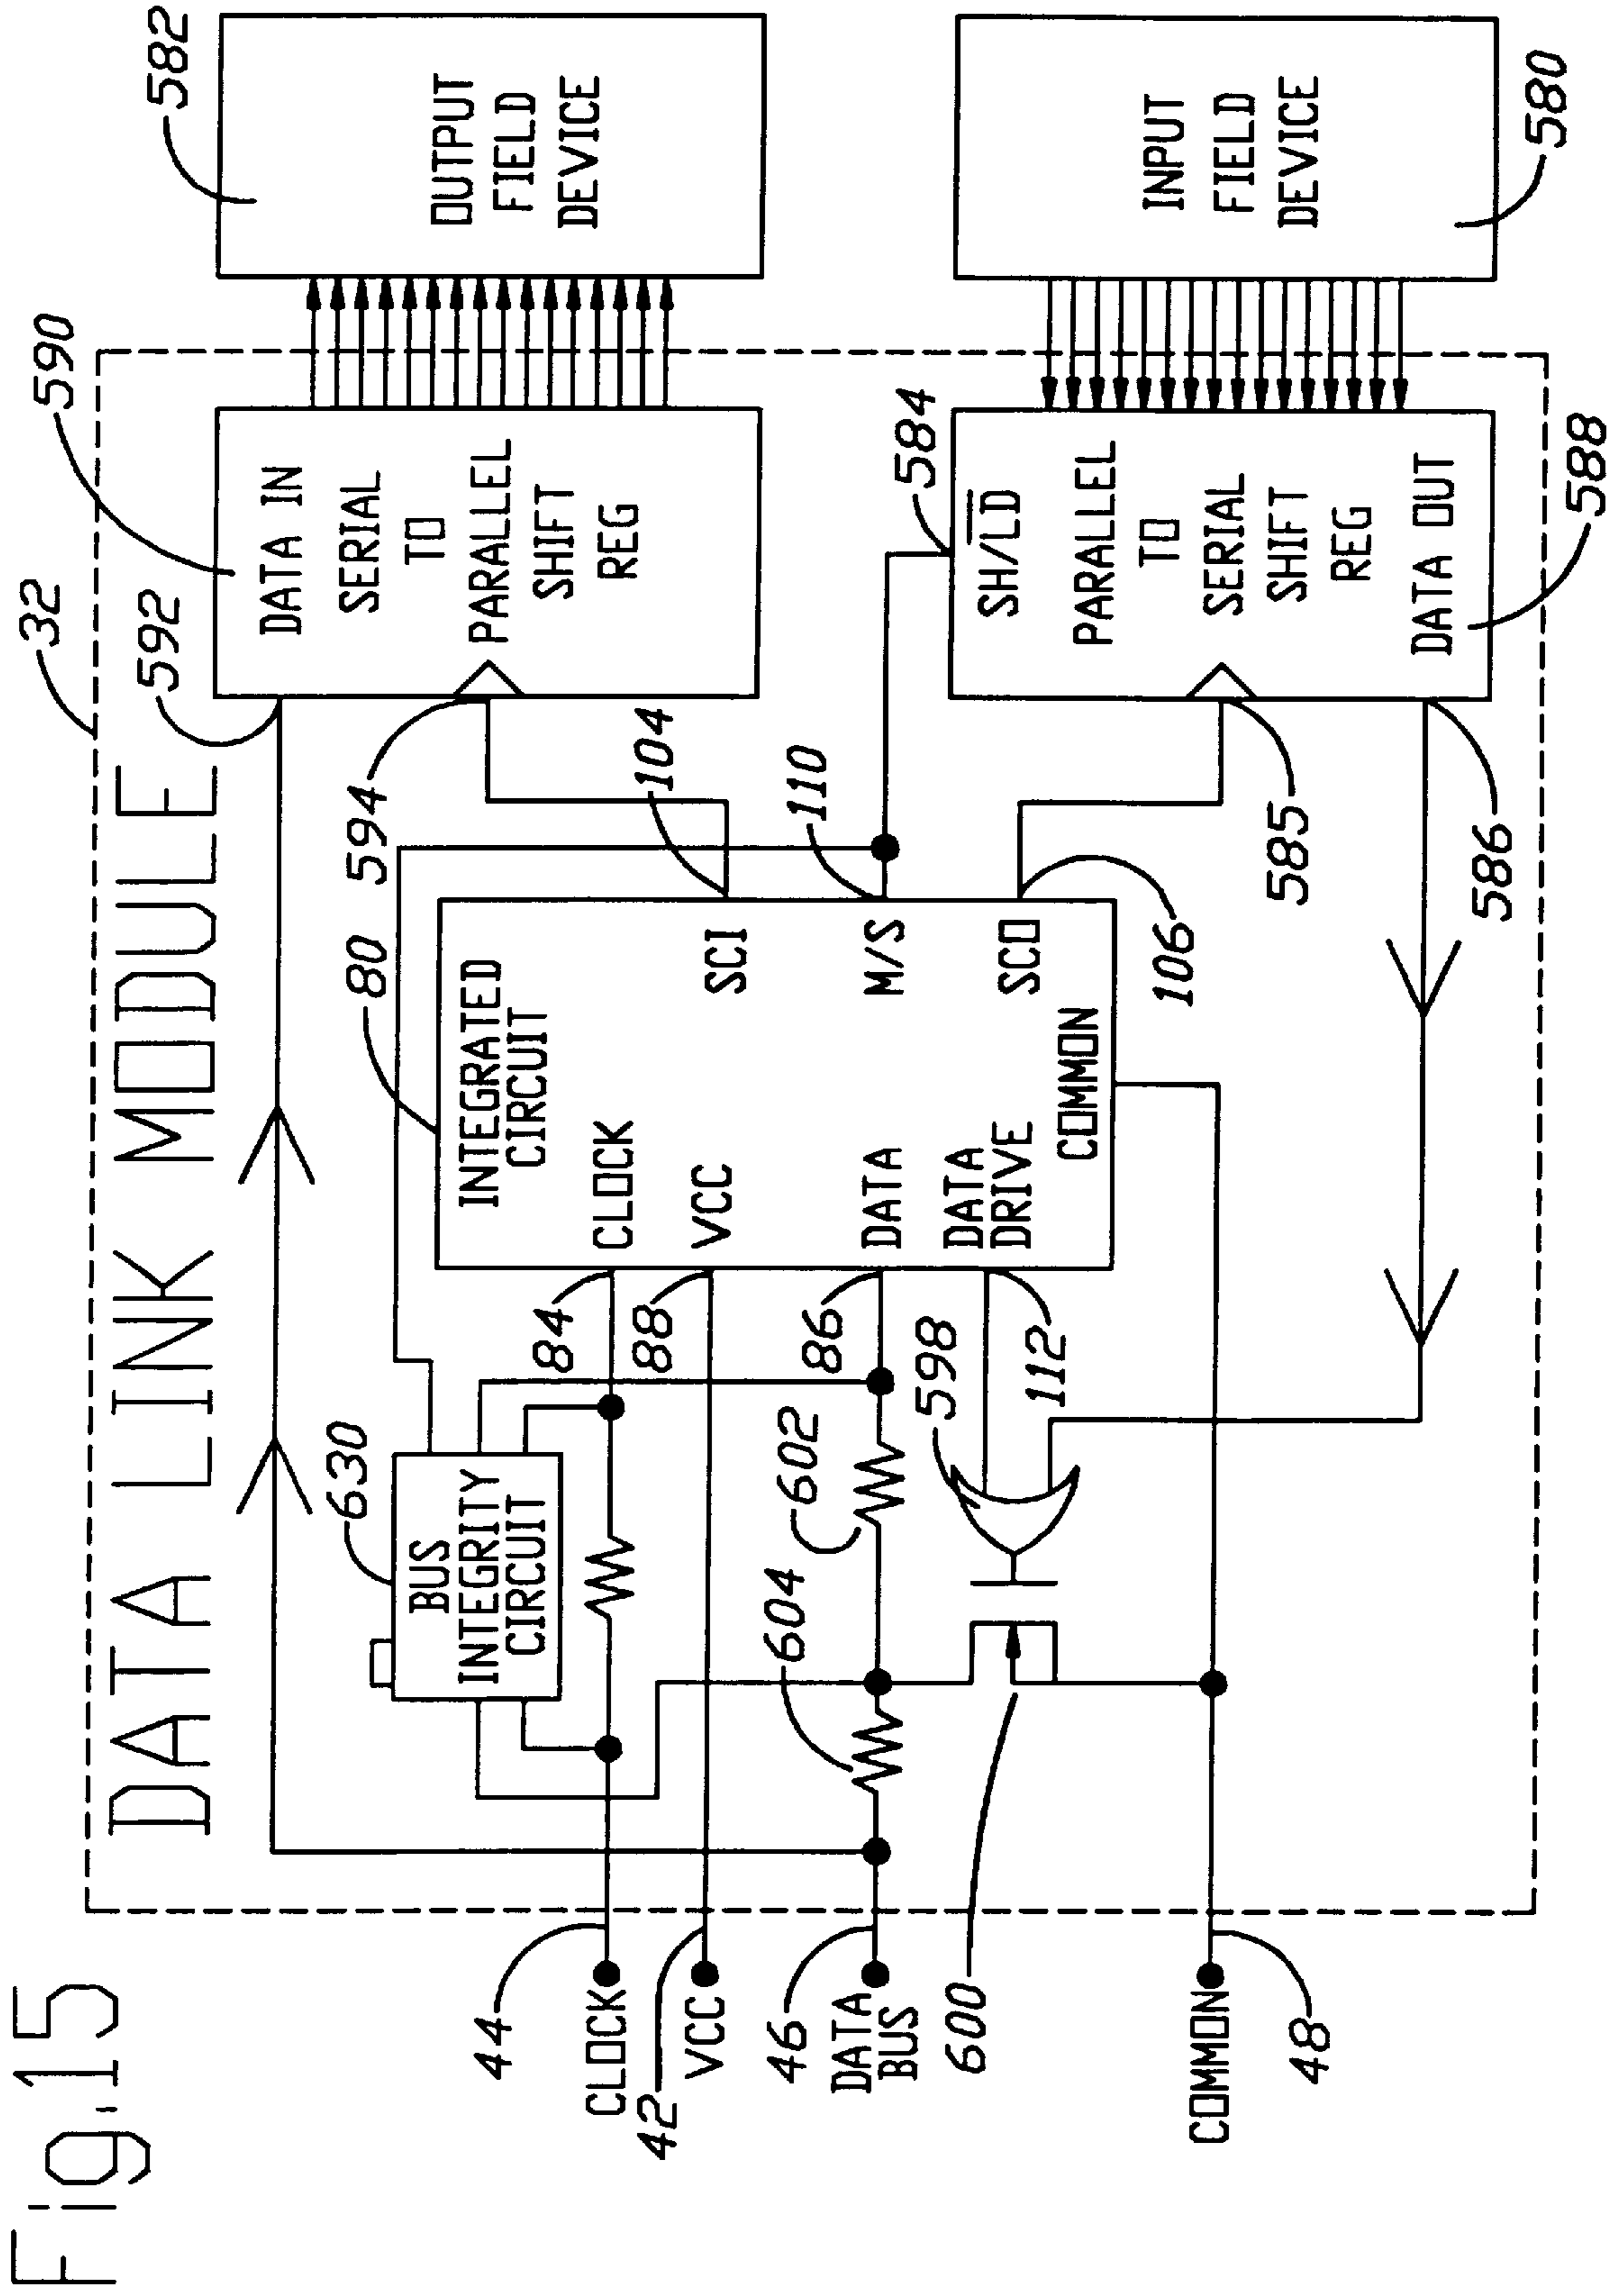 Fig.15
DATA LINK MODULE
32
592
590
582
DATA IN
SERIAL
TO
PARALLEL
SHIFT
REG
OUTPUT
FIELD
DEVICE
594
104
110
80
630
BUS
INTEGRITY
CIRCUIT
INTEGRATED
CIRCUIT
CLOCK
VCC
DATA
DATA
DRIVE
COMMON
SCI
M/S
SCO
106
84
88
86
598
112
602
604
600
44
CLOCK
42
VCC
46
DATA
BUS
COMMON
48
584
SH/LD
PARALLEL
TO
SERIAL
SHIFT
REG
DATA OUT
585
586
588
INPUT
FIELD
DEVICE
580